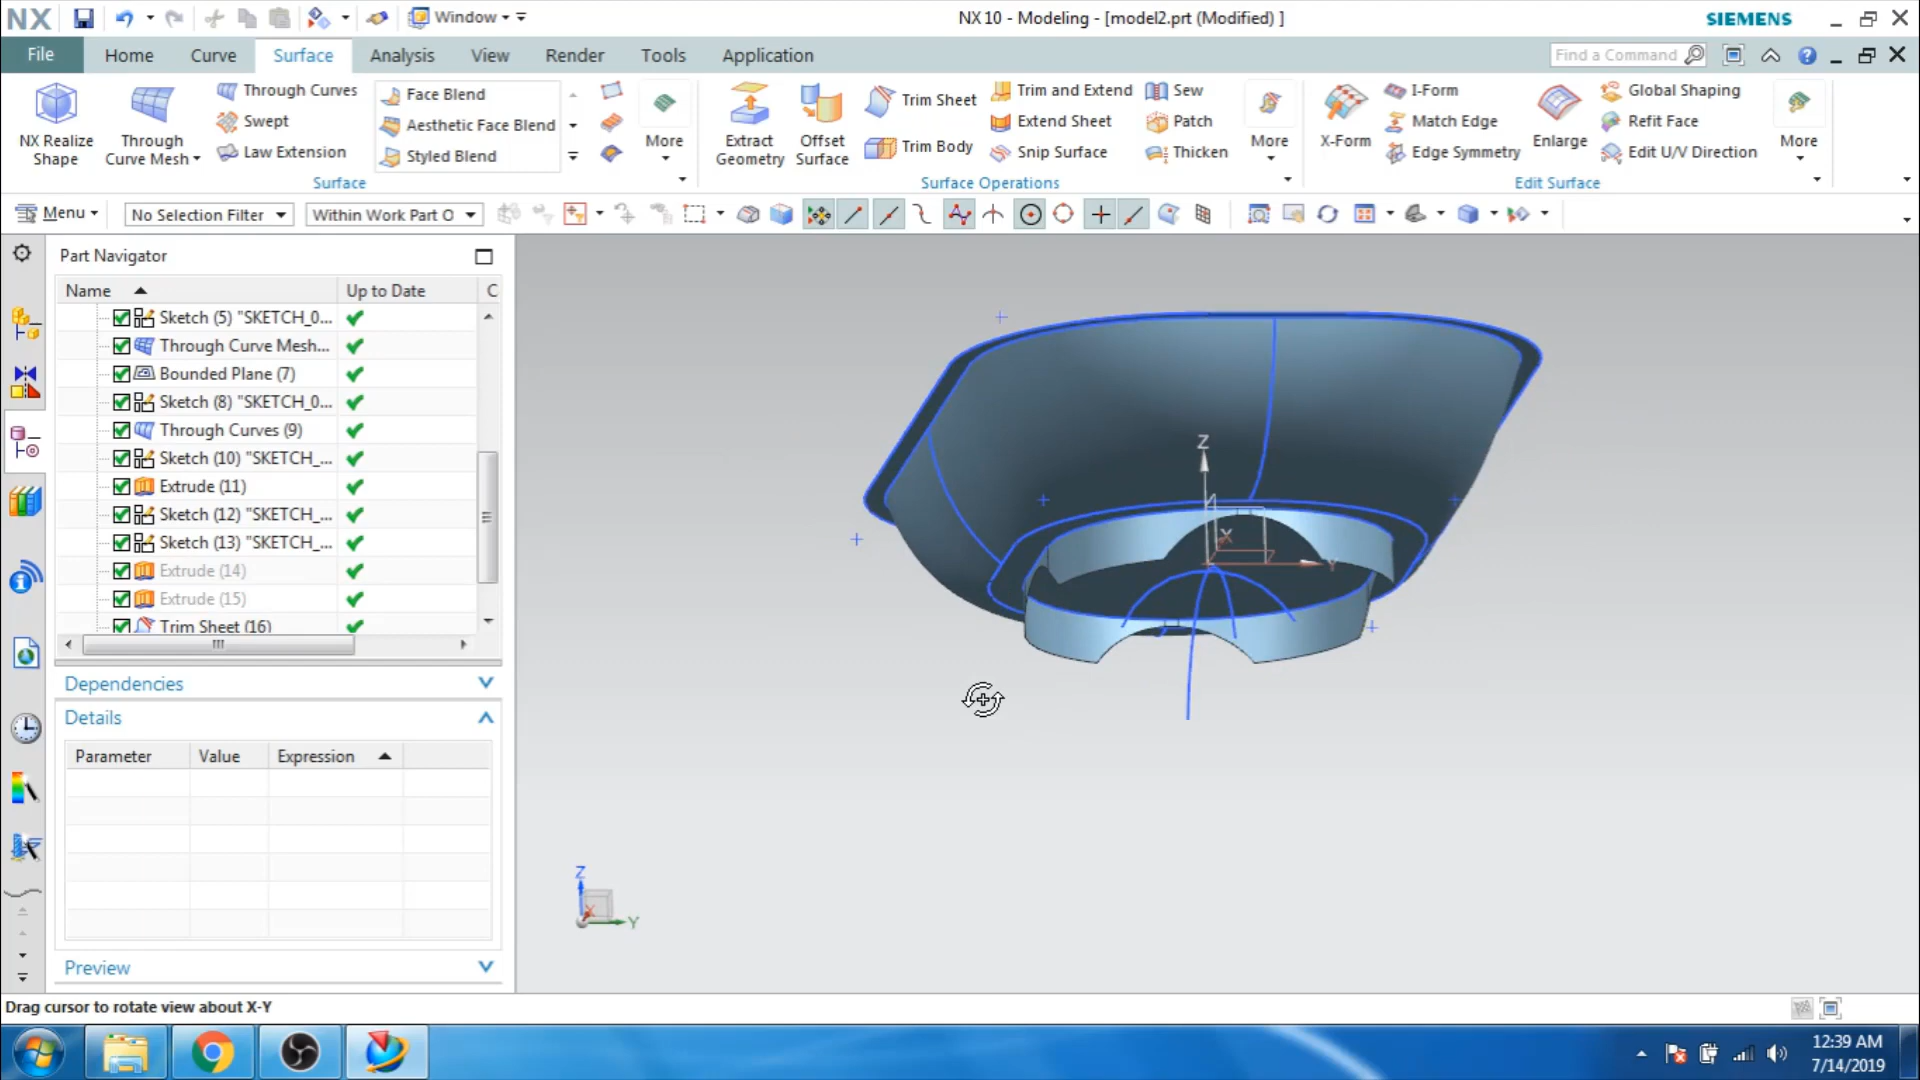 NX
Window
NX 10 - Modeling - [model2.prt (Modified) ]
SIEMENS
File
Home
Curve
Surface
Analysis
View
Render
Tools
Application
Find a Command
NX Realize Shape
Through Curve Mesh
Through Curves
Swept
Law Extension
Face Blend
Aesthetic Face Blend
Styled Blend
More
Surface
Extract Geometry
Offset Surface
Trim Sheet
Trim Body
Trim and Extend
Extend Sheet
Snip Surface
Sew
Patch
Thicken
More
Surface Operations
X-Form
I-Form
Match Edge
Edge Symmetry
Enlarge
Global Shaping
Refit Face
Edit U/V Direction
More
Edit Surface
Menu
No Selection Filter
Within Work Part O
Part Navigator
Name
Up to Date
C
Sketch (5) "SKETCH_0...
Through Curve Mesh...
Bounded Plane (7)
Sketch (8) "SKETCH_0...
Through Curves (9)
Sketch (10) "SKETCH_...
Extrude (11)
Sketch (12) "SKETCH_...
Sketch (13) "SKETCH_...
Extrude (14)
Extrude (15)
Trim Sheet (16)
Dependencies
Details
Parameter
Value
Expression
Preview
Z
X
Y
Z
X
Y
Drag cursor to rotate view about X-Y
12:39 AM
7/14/2019